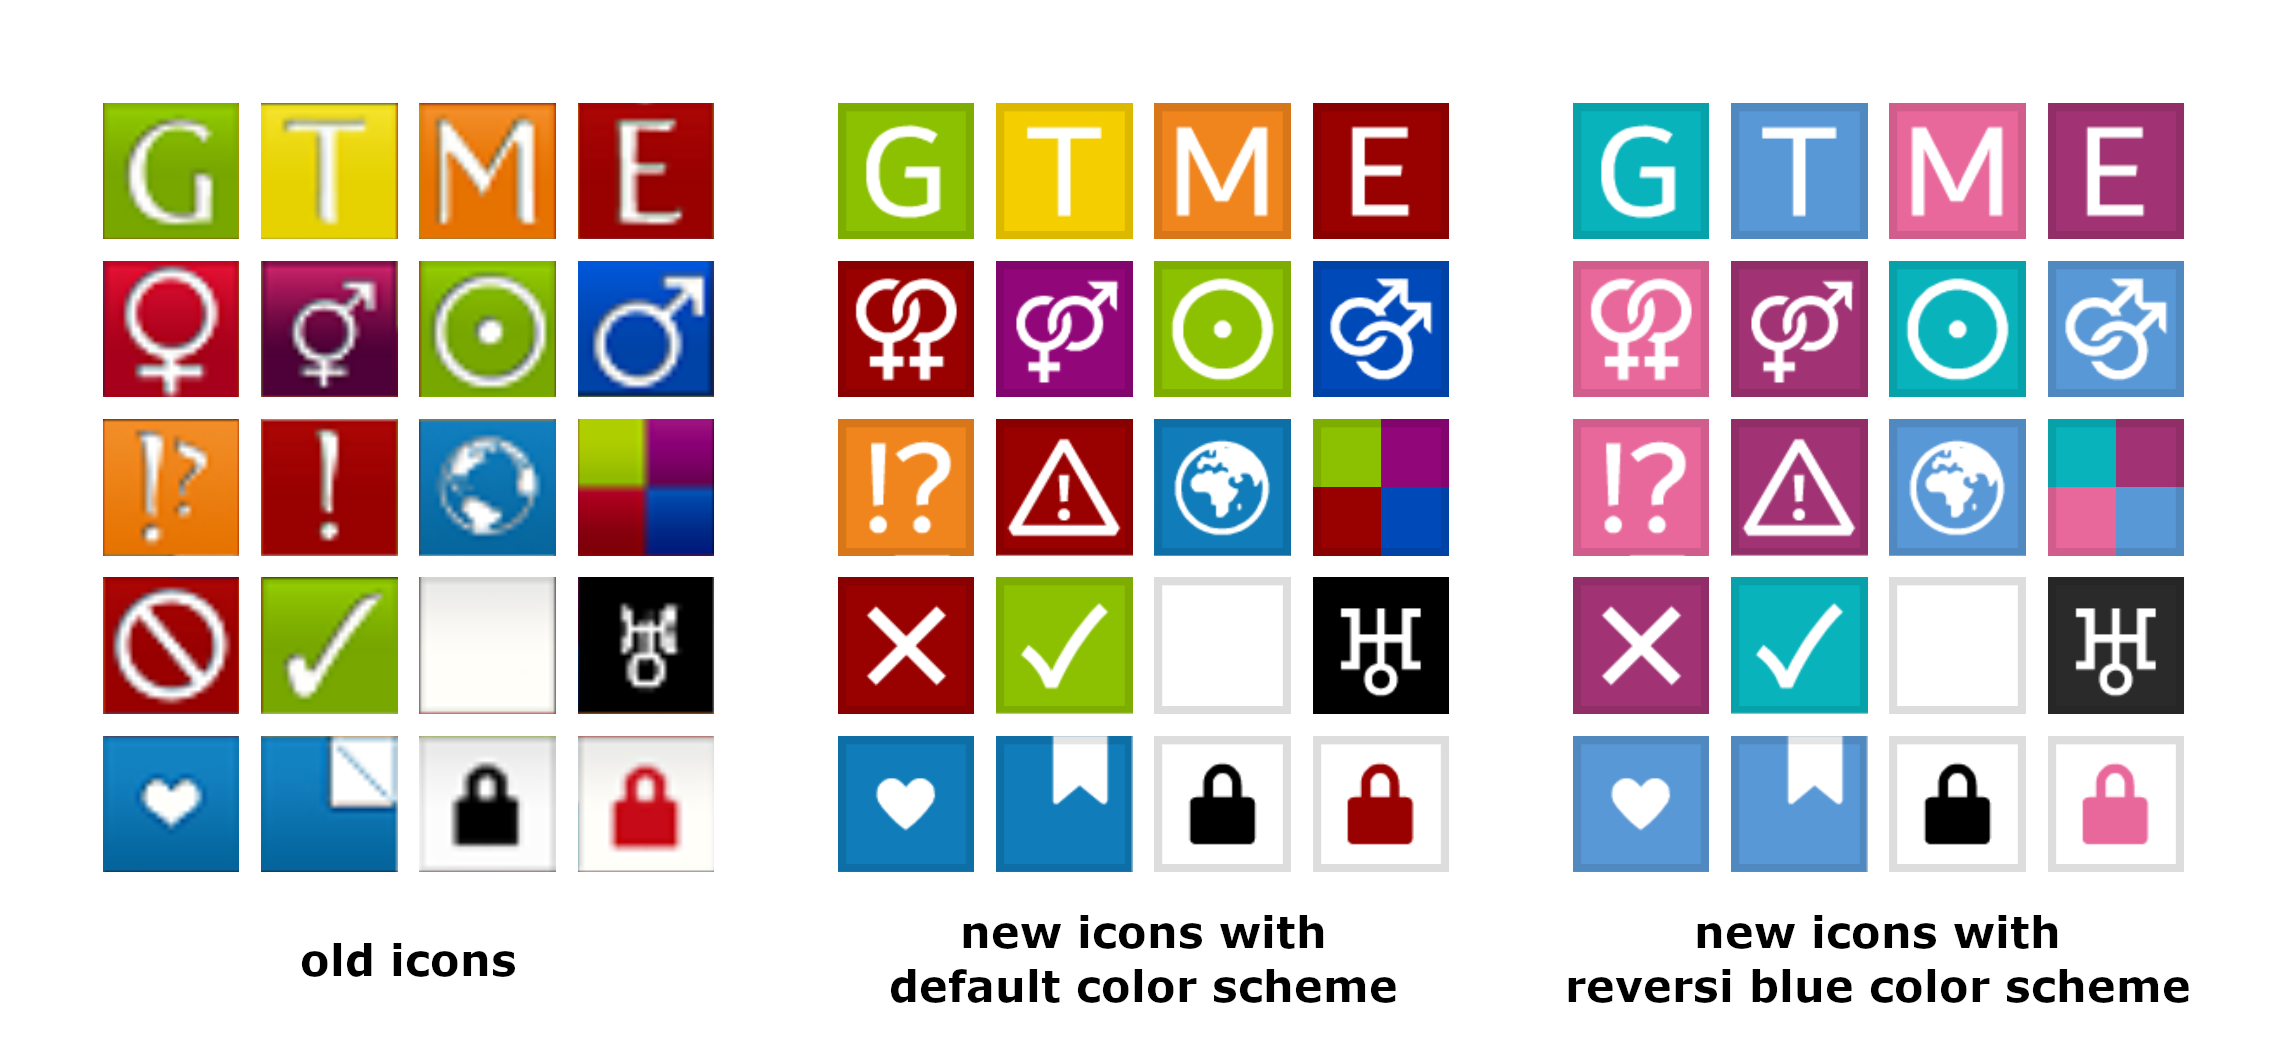 G T M E G T M E G T M E
!? ! !? ! !? !
old icons
new icons with
default color scheme
new icons with
reversi blue color scheme